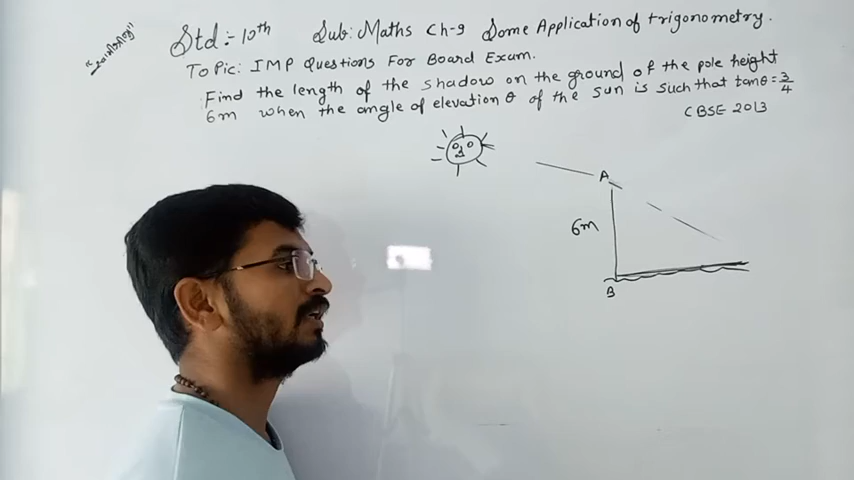 Std:- 10th Sub: Maths Ch-9 Some Application of trigonometry.
Topic: IMP Questions For Board Exam.
Find the length of the shadow on the ground of the pole height
6m when the angle of elevation θ of the sun is such that tanθ = 3/4
CBSE 2013
A
6m
B